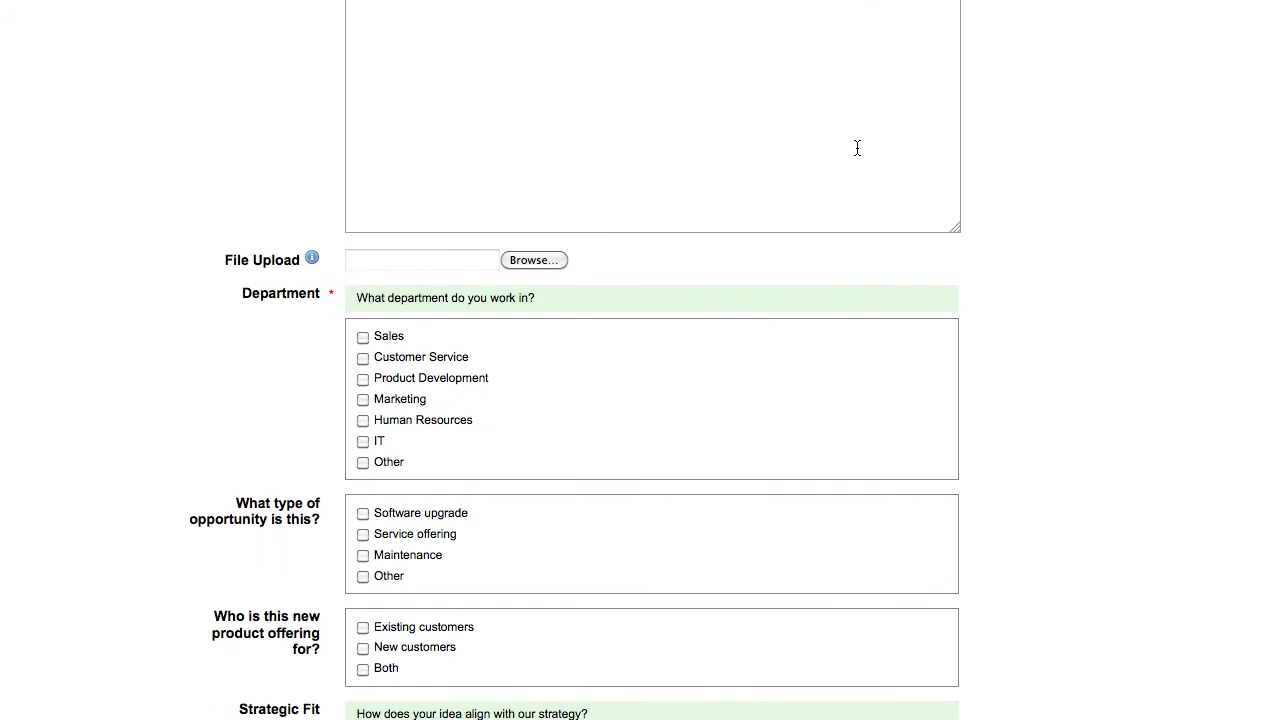 File Upload
Browse...
Department *
What department do you work in?
Sales
Customer Service
Product Development
Marketing
Human Resources
IT
Other
What type of
opportunity is this?
Software upgrade
Service offering
Maintenance
Other
Who is this new
product offering
for?
Existing customers
New customers
Both
Strategic Fit
How does your idea align with our strategy?